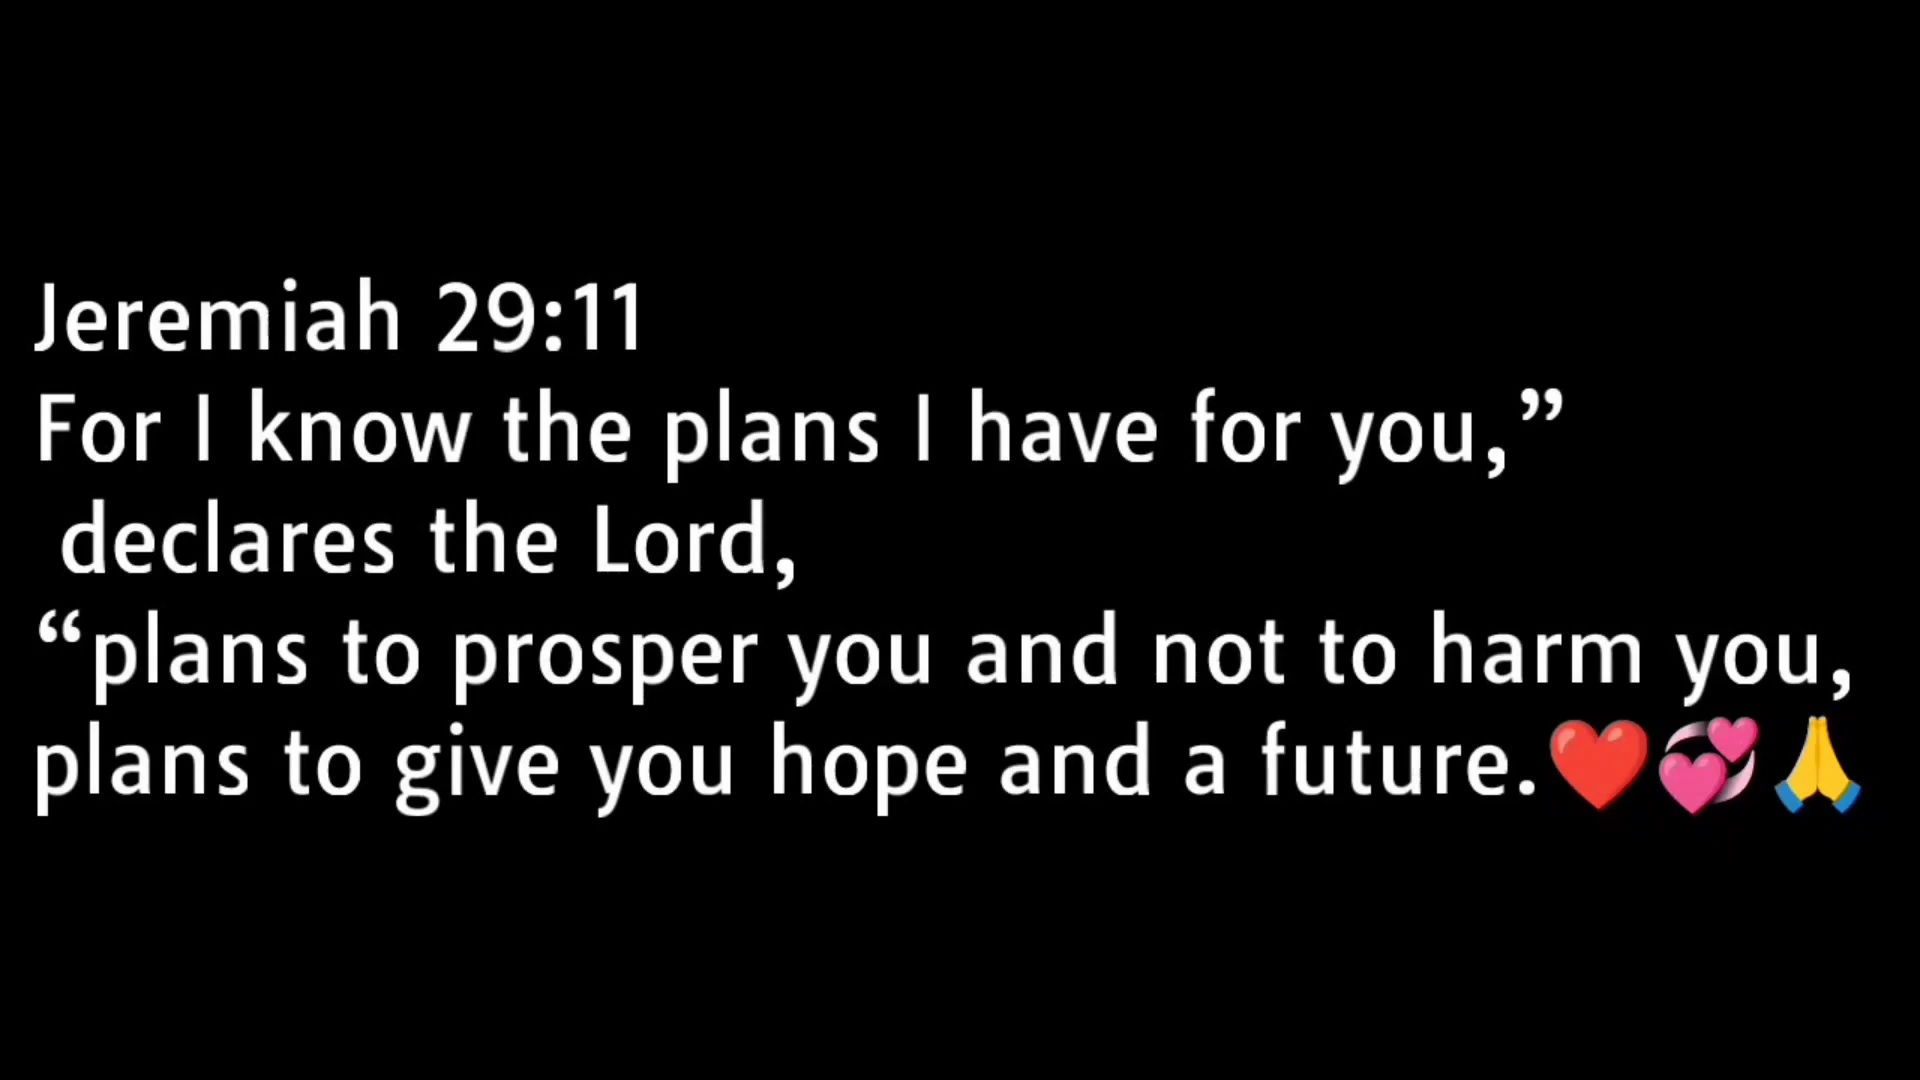 Jeremiah 29:11
For I know the plans I have for you,”
declares the Lord,
“plans to prosper you and not to harm you,
plans to give you hope and a future.❤️💞🙏